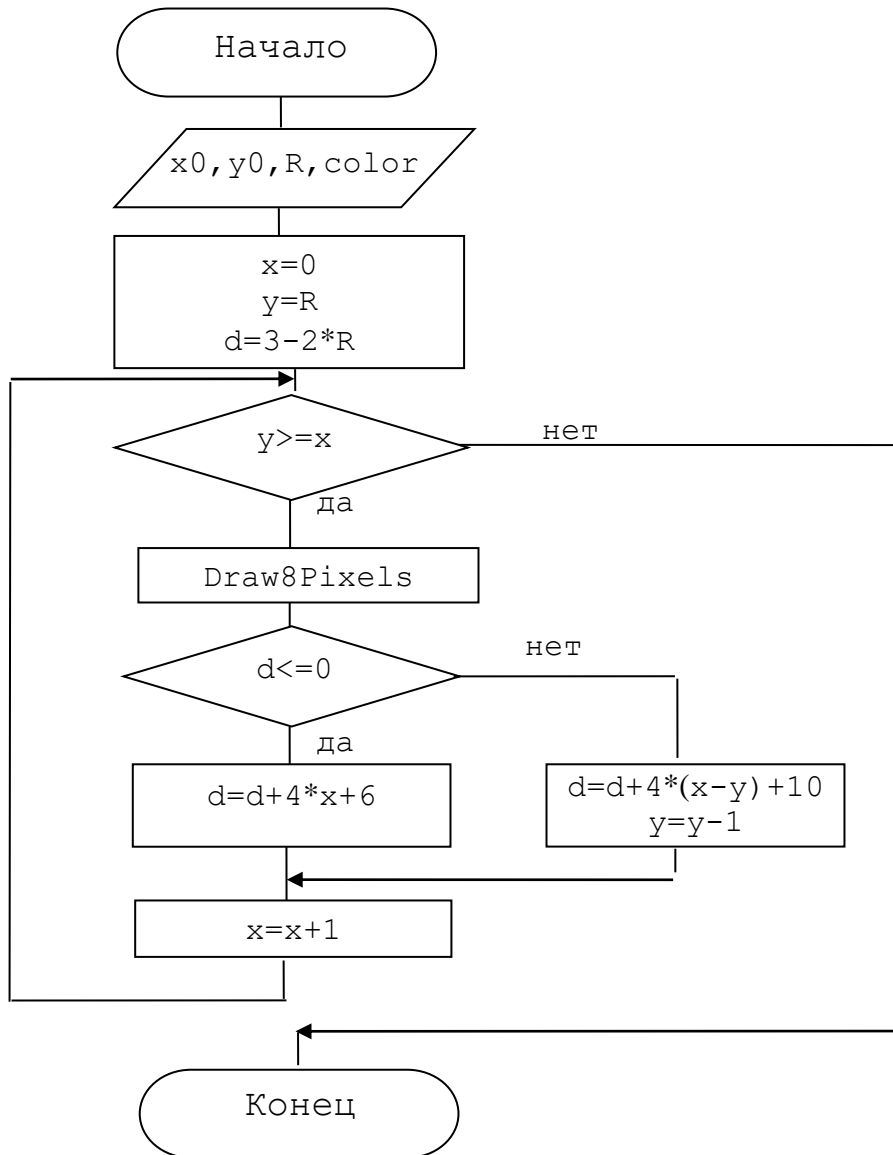 Начало
x0,y0,R,color
x=0
y=R
d=3-2*R
y>=x
нет
да
Draw8Pixels
d<=0
нет
да
d=d+4*x+6
d=d+4*(x-y)+10
y=y-1
x=x+1
Конец